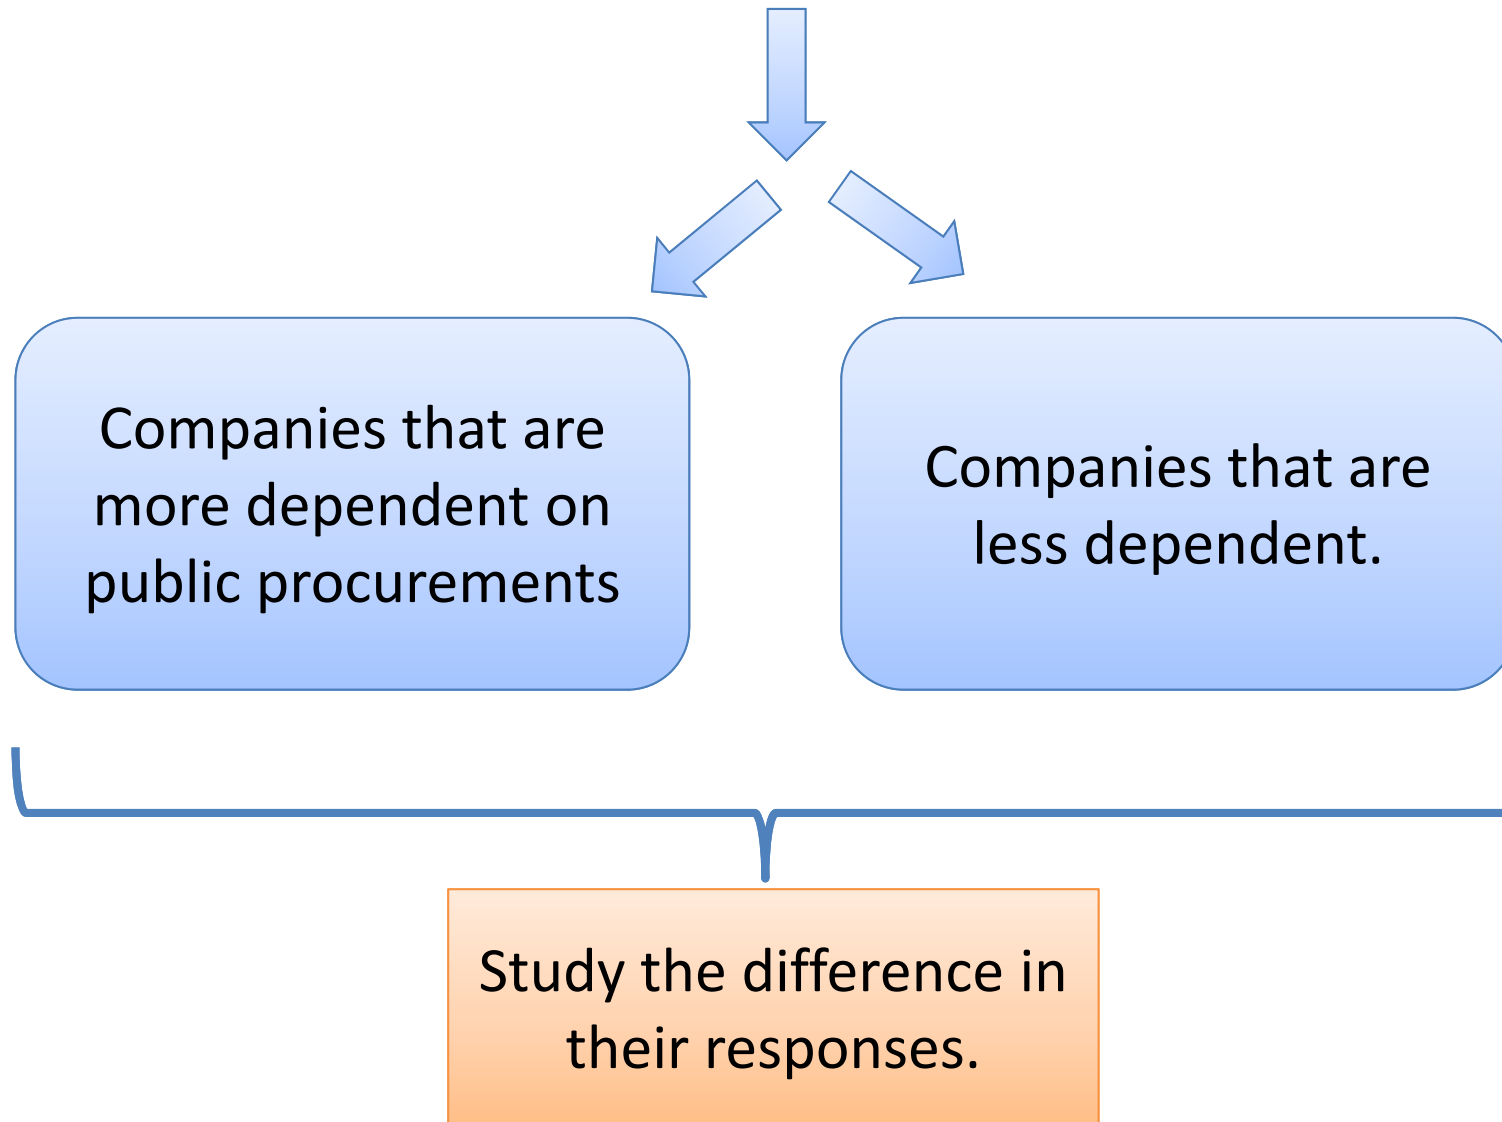 Companies that are
more dependent on
public procurements
Companies that are
less dependent.
Study the difference in
their responses.